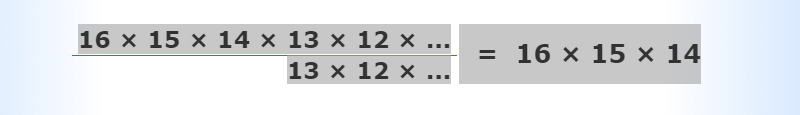 16 × 15 × 14 × 13 × 12 × ...
13 × 12 × ...
= 16 × 15 × 14